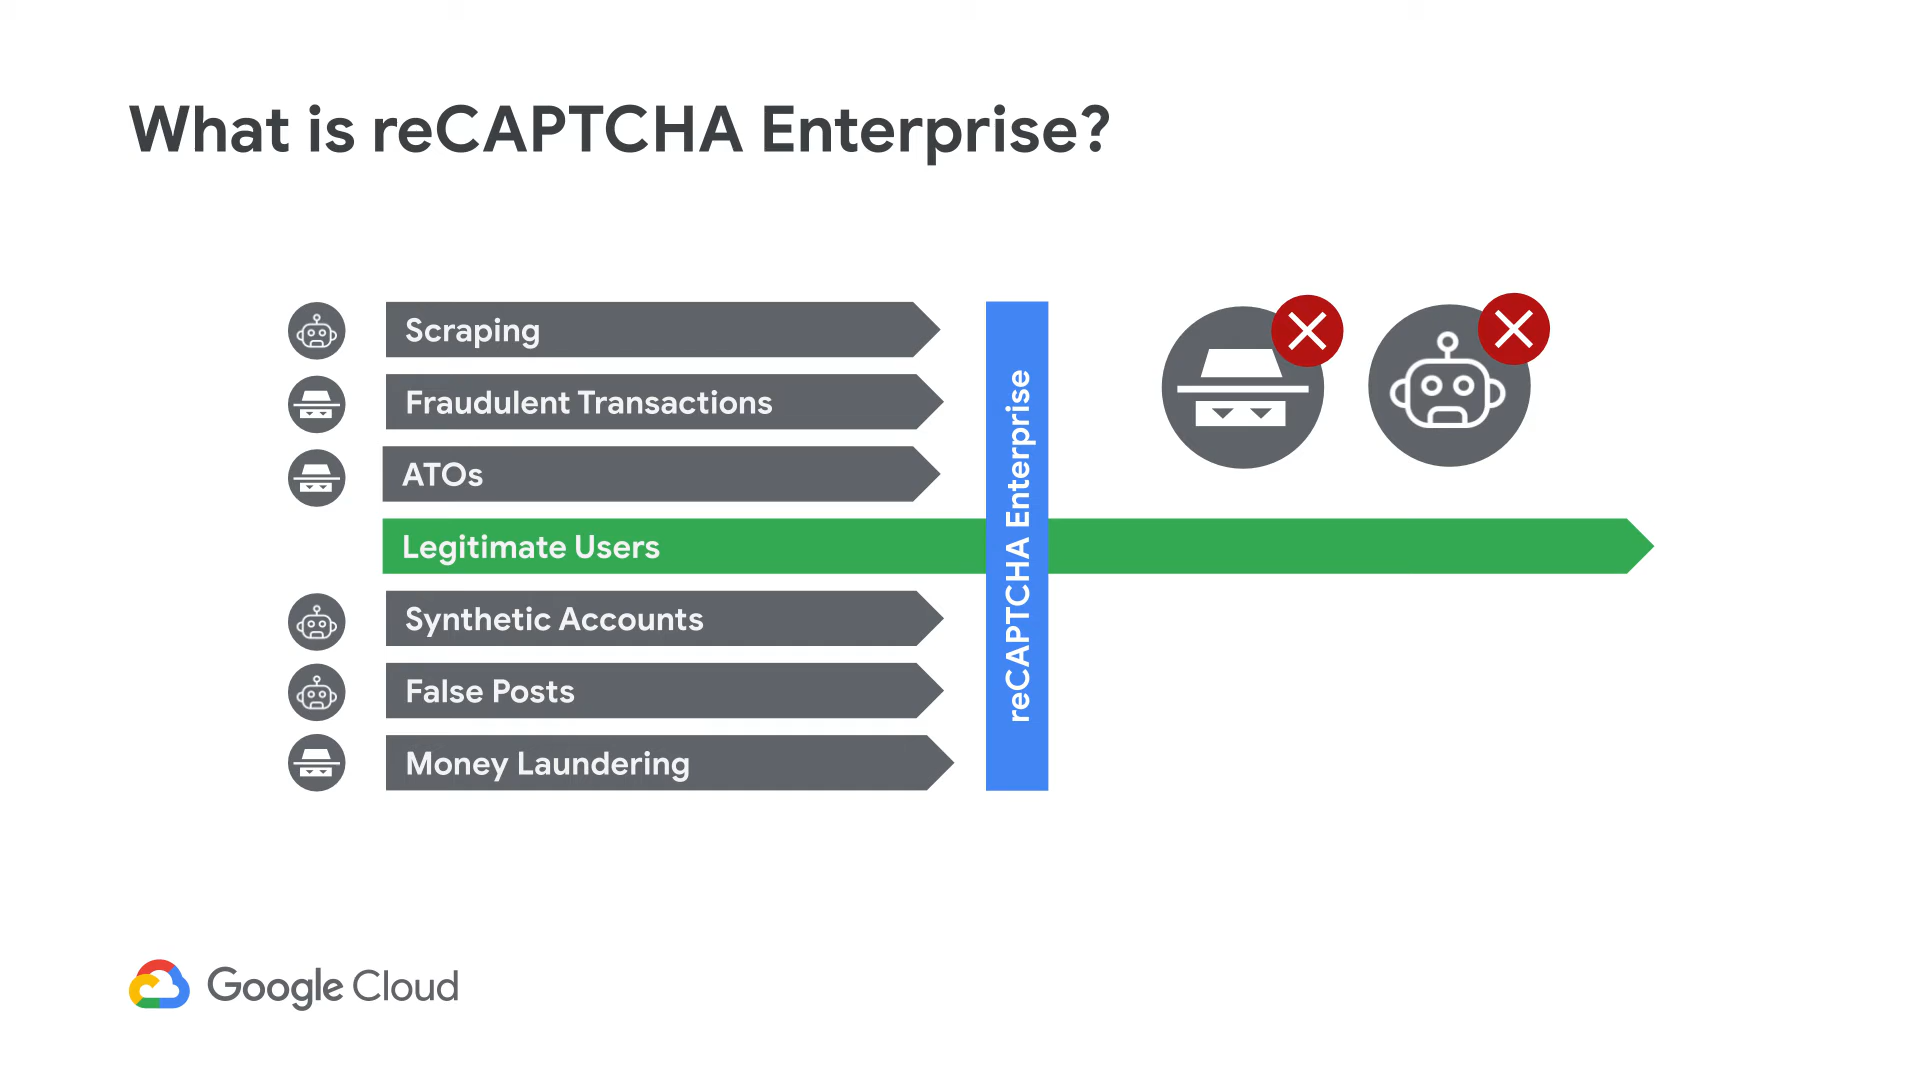 What is reCAPTCHA Enterprise?
Scraping
Fraudulent Transactions
ATOs
Legitimate Users
Synthetic Accounts
False Posts
Money Laundering
reCAPTCHA Enterprise
Google Cloud